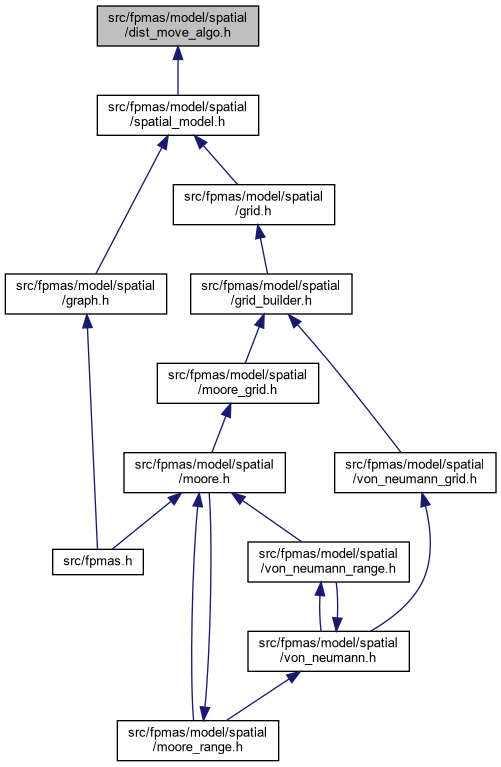 src/fpmas/model/spatial
/dist_move_algo.h
src/fpmas/model/spatial
/spatial_model.h
src/fpmas/model/spatial
/grid.h
src/fpmas/model/spatial
/graph.h
src/fpmas/model/spatial
/grid_builder.h
src/fpmas/model/spatial
/moore_grid.h
src/fpmas/model/spatial
/moore.h
src/fpmas/model/spatial
/von_neumann_grid.h
src/fpmas.h
src/fpmas/model/spatial
/von_neumann_range.h
src/fpmas/model/spatial
/von_neumann.h
src/fpmas/model/spatial
/moore_range.h